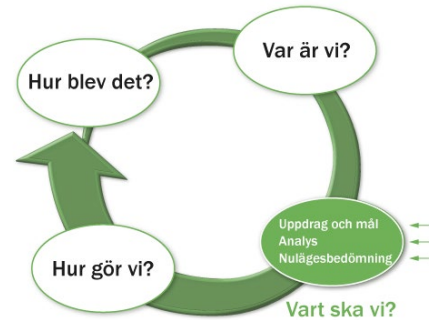 Var är vi?
Hur blev det?
Uppdrag och mål
Analys
Nulägesbedömning
Hur gör vi?
Vart ska vi?